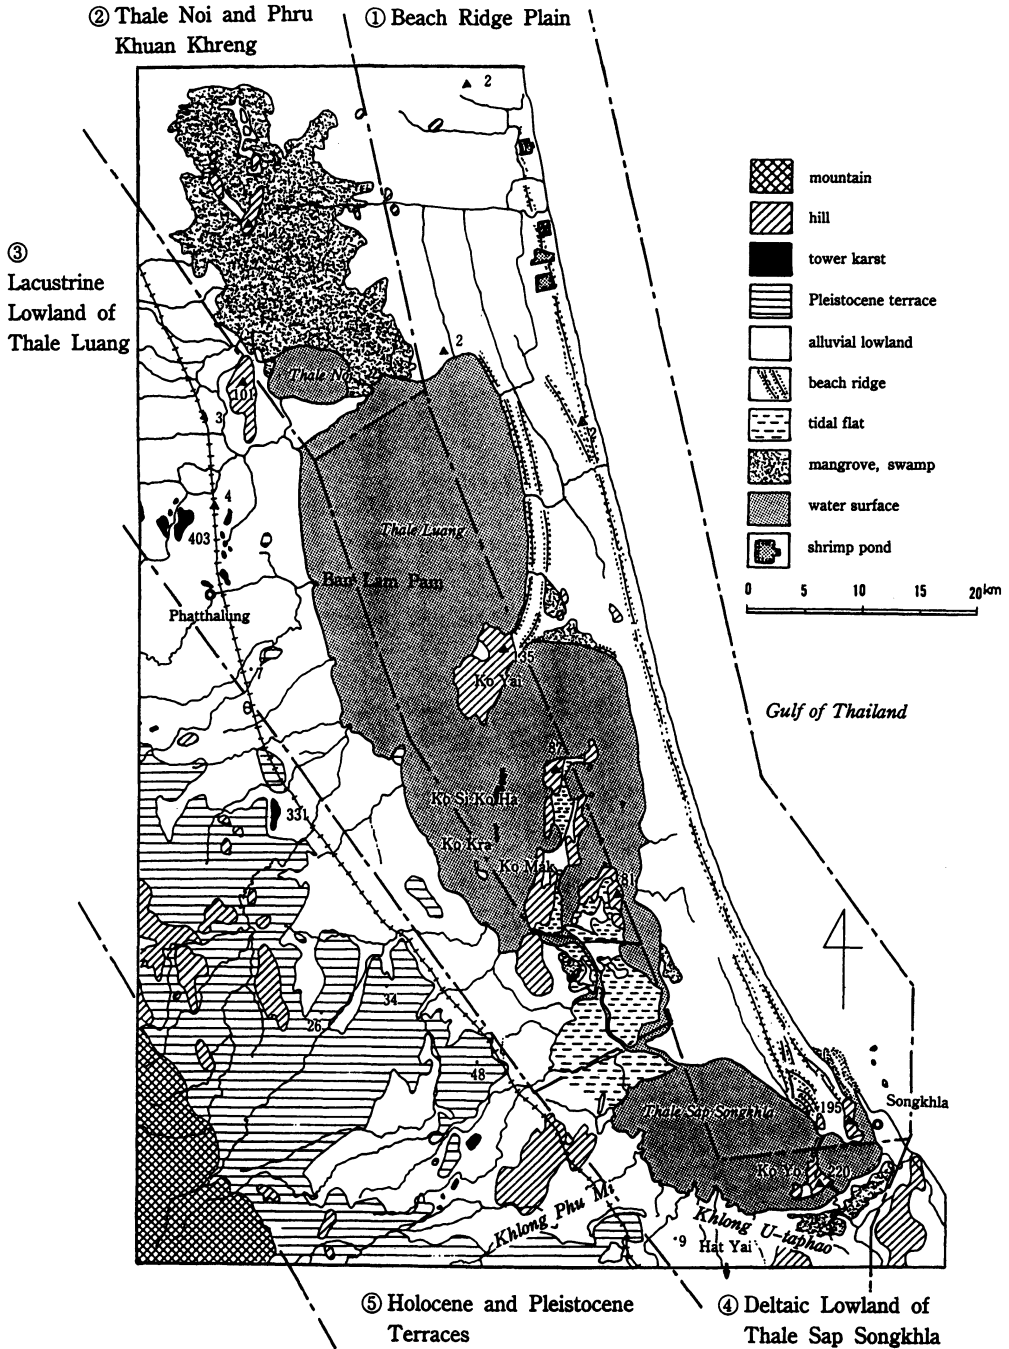 ② Thale Noi and Phru
Khuan Khreng
① Beach Ridge Plain
2
③
Lacustrine
Lowland of
Thale Luang
mountain
hill
tower karst
Pleistocene terrace
alluvial lowland
beach ridge
tidal flat
mangrove, swamp
water surface
shrimp pond
0 5 10 15 20km
2
Thale Noi
101
3
4
403
Thale Luang
Ban Lam Pam
Phatthalung
7
6
35
Ko Yai
Gulf of Thailand
87
Ko Si Ko Ha
331
Ko Kra
Ko Mak
81
34
26
48
Thale Sap Songkhla
195
Songkhla
Ko Yo
220
Khlong Phu Mi
Khlong U-taphao
9
Hat Yai
⑤ Holocene and Pleistocene
Terraces
④ Deltaic Lowland of
Thale Sap Songkhla